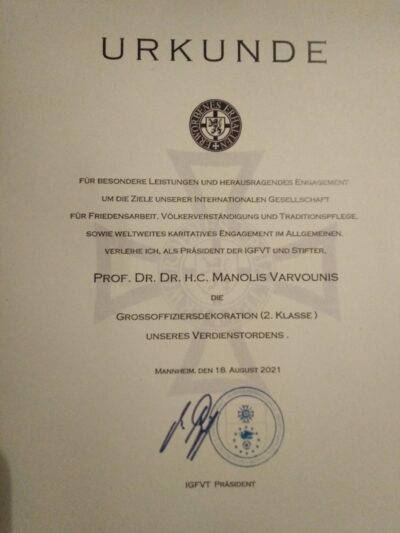 URKUNDE
ERWORBENES ERHALTEN
FÜR BESONDERE LEISTUNGEN UND HERAUSRAGENDES ENGAGEMENT
UM DIE ZIELE UNSERER INTERNATIONALEN GESELLSCHAFT
FÜR FRIEDENSARBEIT, VÖLKERVERSTÄNDIGUNG UND TRADITIONSPFLEGE,
SOWIE WELTWEITES KARITATIVES ENGAGEMENT IM ALLGEMEINEN,
VERLEIHE ICH, ALS PRÄSIDENT DER IGFVT UND STIFTER,
PROF. DR. DR. H.C. MANOLIS VARVOUNIS
DIE
GROSSOFFIZIERSDEKORATION (2. KLASSE )
UNSERES VERDIENSTORDENS .
MANNHEIM, DEN 18. AUGUST 2021
IGFVT PRÄSIDENT